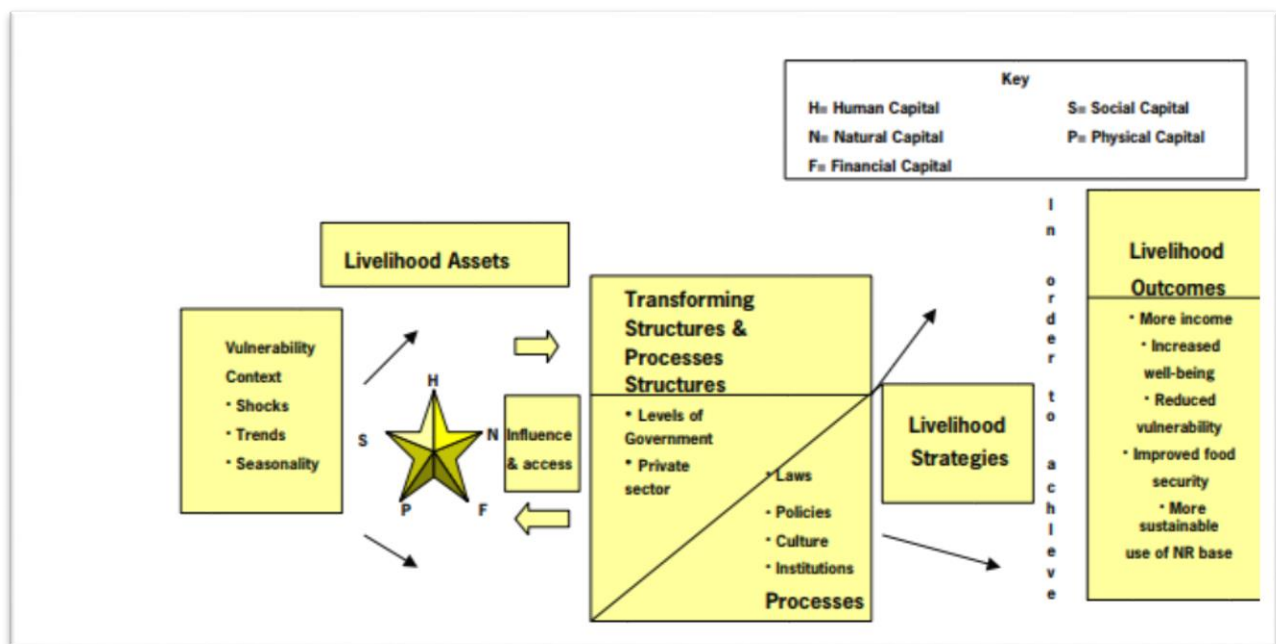 Key
H= Human Capital S= Social Capital
N= Natural Capital P= Physical Capital
F= Financial Capital
Livelihood Assets
Vulnerability
Context
• Shocks
• Trends
• Seasonality
H
S
N
P
F
Influence
& access
Transforming
Structures &
Processes
Structures
• Levels of
Government
• Private
sector
• Laws
• Policies
• Culture
• Institutions
Processes
Livelihood
Strategies
In order to achieve
Livelihood
Outcomes
• More income
• Increased
well-being
• Reduced
vulnerability
• Improved food
security
• More
sustainable
use of NR base